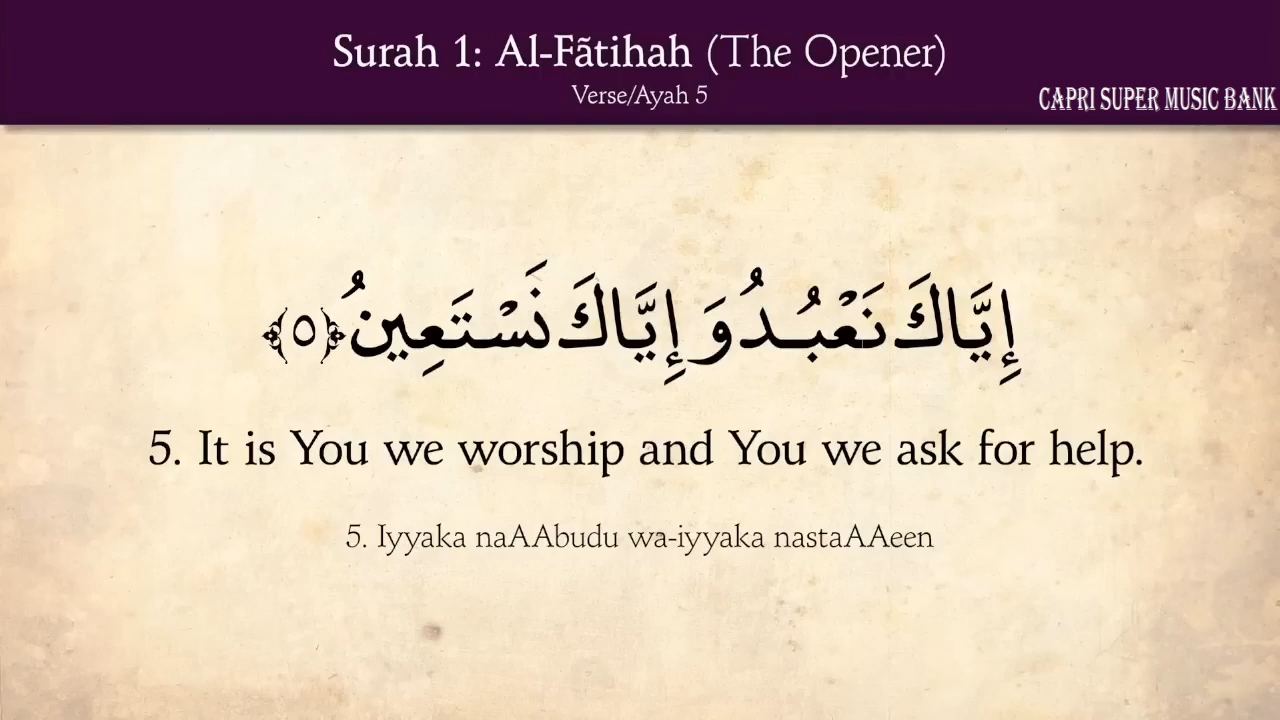 Surah 1: Al-Fãtihah (The Opener)
Verse/Ayah 5
CAPRI SUPER MUSIC BANK
إِيَّاكَ نَعْبُدُ وَإِيَّاكَ نَسْتَعِينُ ﴿٥﴾
5. It is You we worship and You we ask for help.
5. Iyyaka naAAbudu wa-iyyaka nastaAAeen